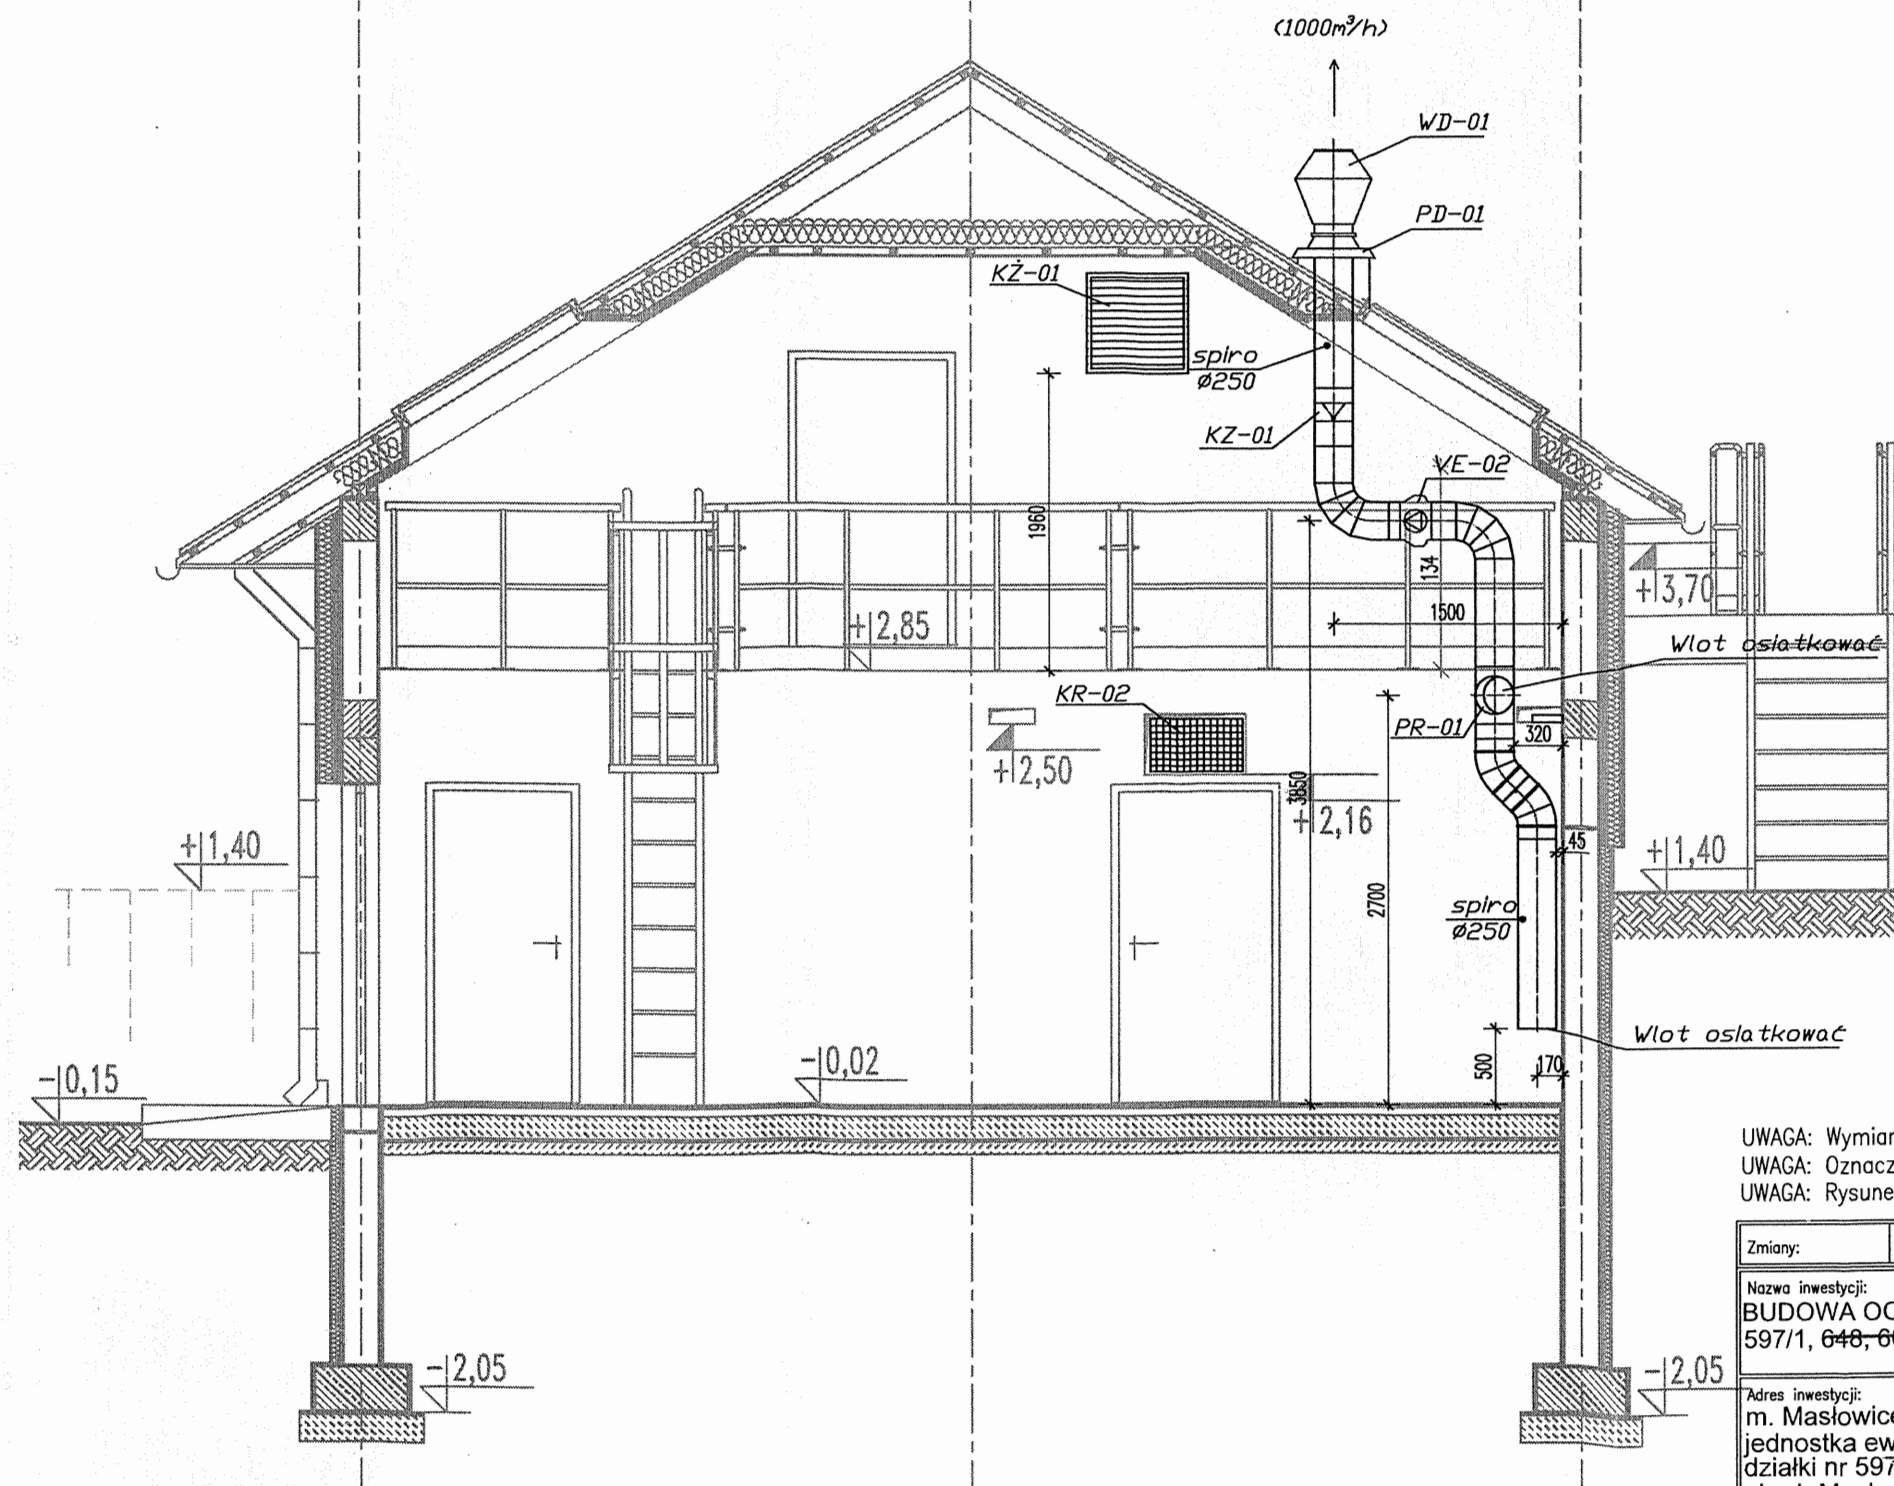 (1000m³/h)
WD-01
PD-01
KŻ-01
spiro
ø250
KZ-01
VE-02
1960
134
+3,70
1500
+2,85
Wlot osiatkować
KR-02
PR-01
320
+2,50
3850
+2,16
45
+1,40
+1,40
2700
spiro
ø250
Wlot osiatkować
500
170
-0,02
-0,15
UWAGA: Wymiar
UWAGA: Oznacz
UWAGA: Rysune
Zmiany:
Nazwa inwestycji:
BUDOWA OC
597/1, 648, 6
-2,05
-2,05
Adres inwestycji:
m. Masłowice
jednostka ew
działki nr 597